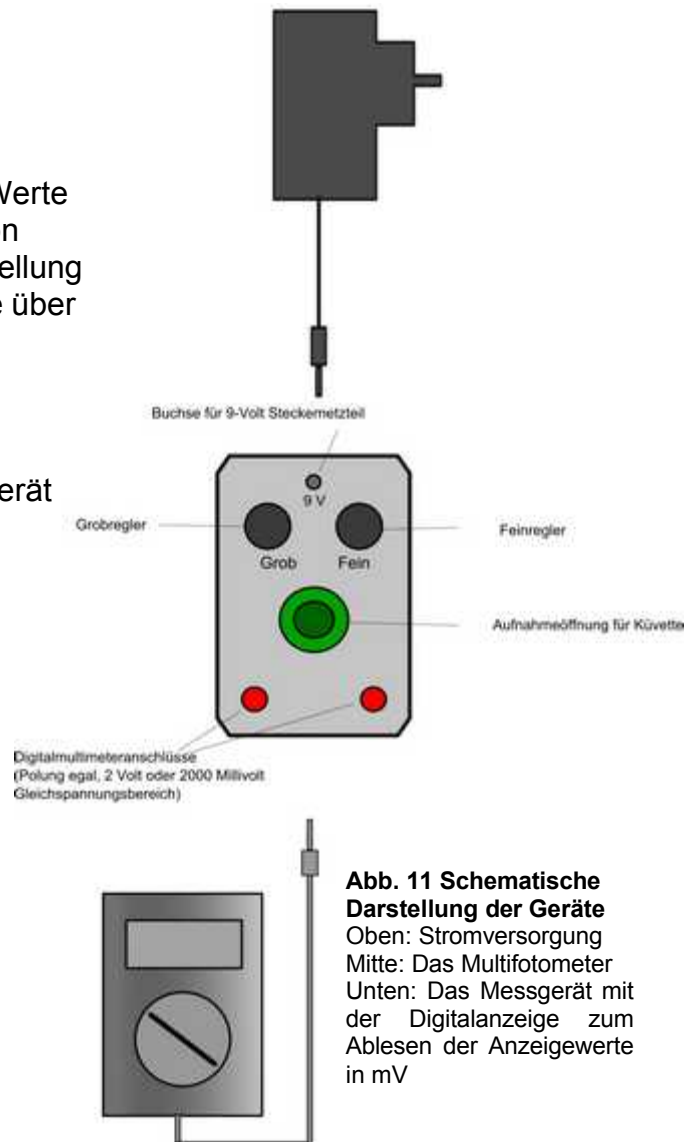 Werte
ellung
e über
Buchse für 9-Volt Steckernetzteil
9 V
erät
Grobregler
Feinregler
Grob
Fein
Aufnahmeöffnung für Küvette
Digitalmultimeteranschlüsse
(Polung egal, 2 Volt oder 2000 Millivolt
Gleichspannungsbereich)
Abb. 11 Schematische
Darstellung der Geräte
Oben: Stromversorgung
Mitte: Das Multifotometer
Unten: Das Messgerät mit
der Digitalanzeige zum
Ablesen der Anzeigewerte
in mV